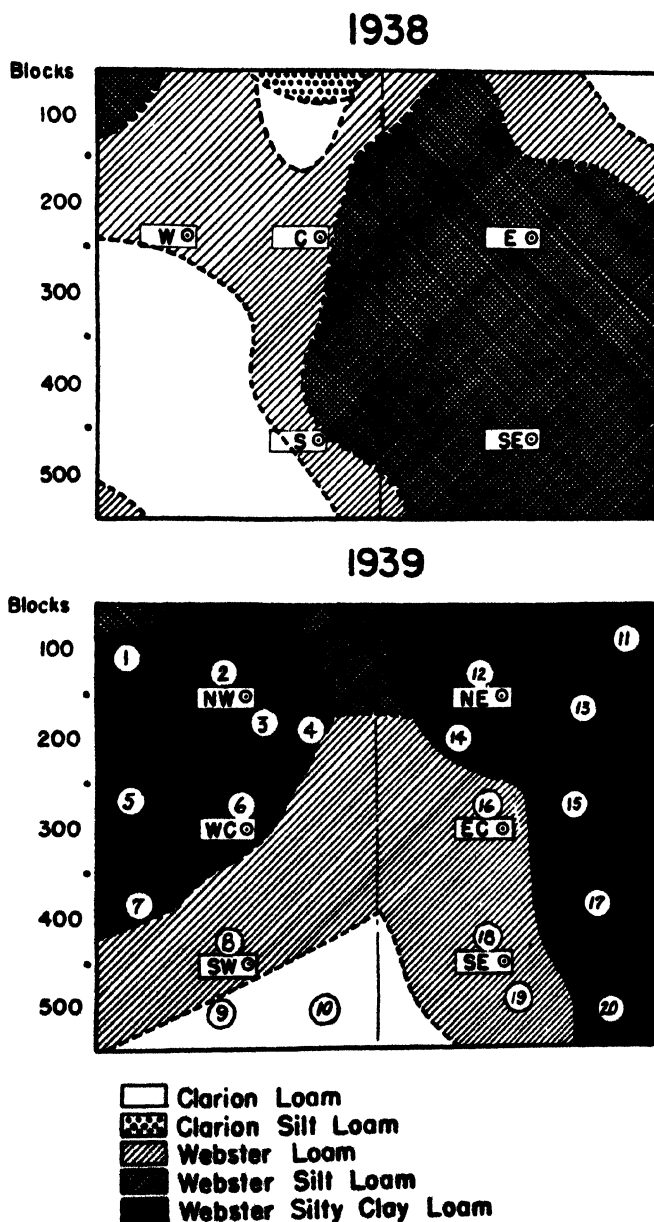 1938
Blocks
100
200
W C E
300
400
S SE
500
1939
Blocks
100
11
1
2 12
NW NE
3 4 13
200
14
5 6 16 15
300
WC EC
7 17
400
8 18
SW SE
19
500
9 10 20
Clarion Loam
Clarion Silt Loam
Webster Loam
Webster Silt Loam
Webster Silty Clay Loam